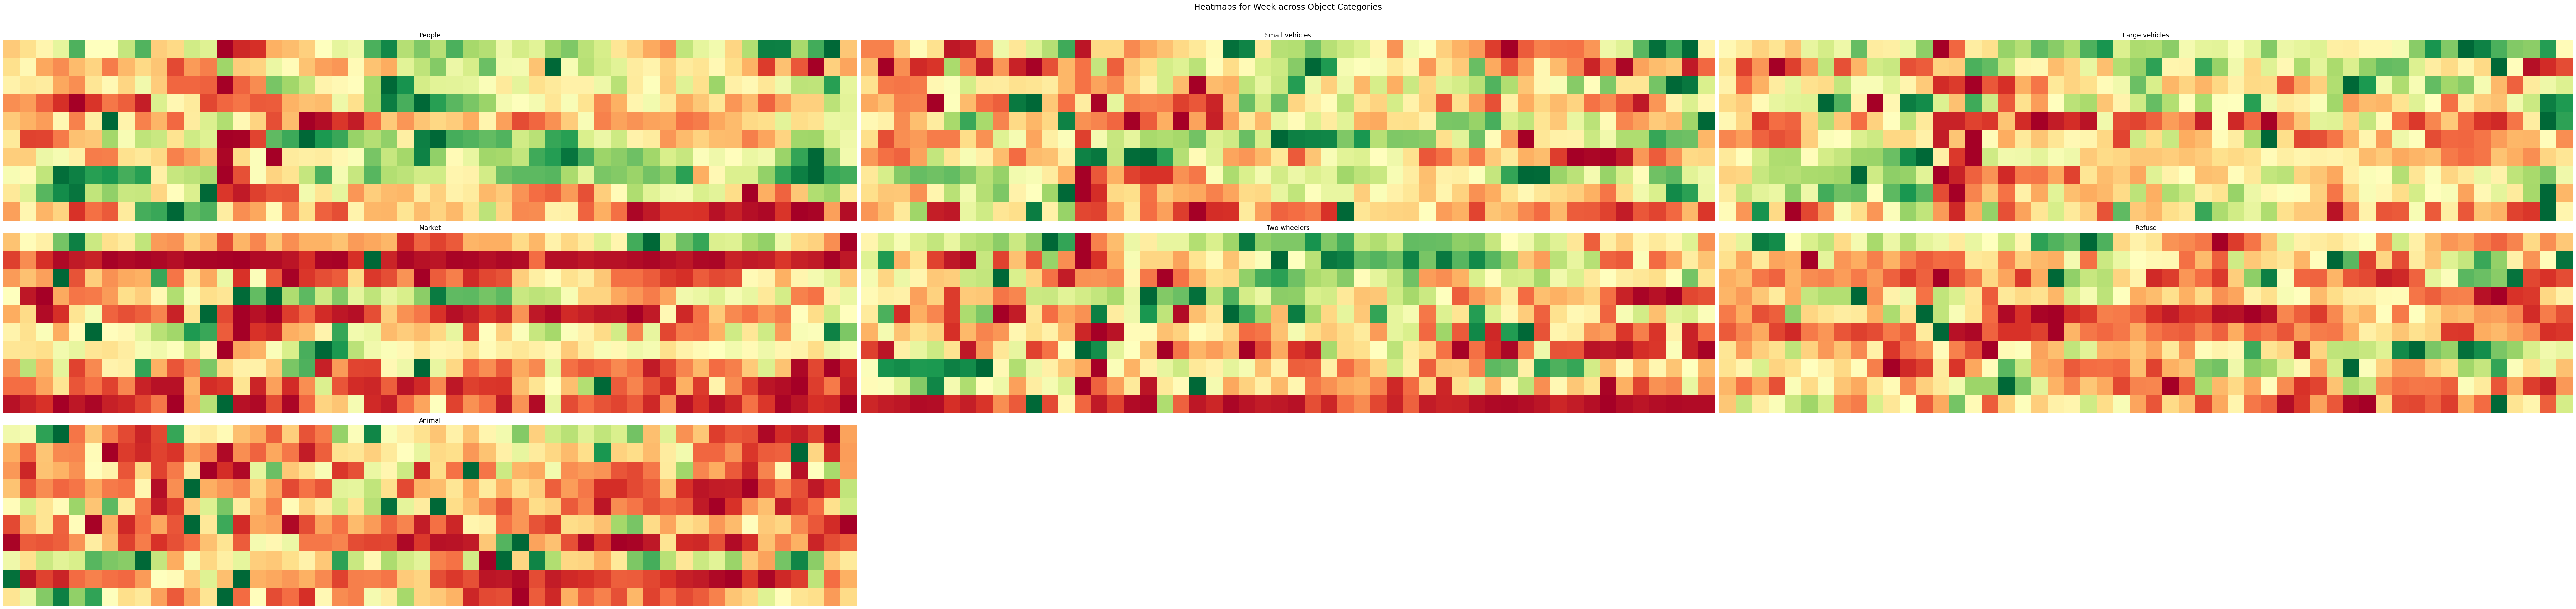 Heatmaps for Week across Object Categories
People
Small vehicles
Large vehicles
Market
Two wheelers
Refuse
Animal